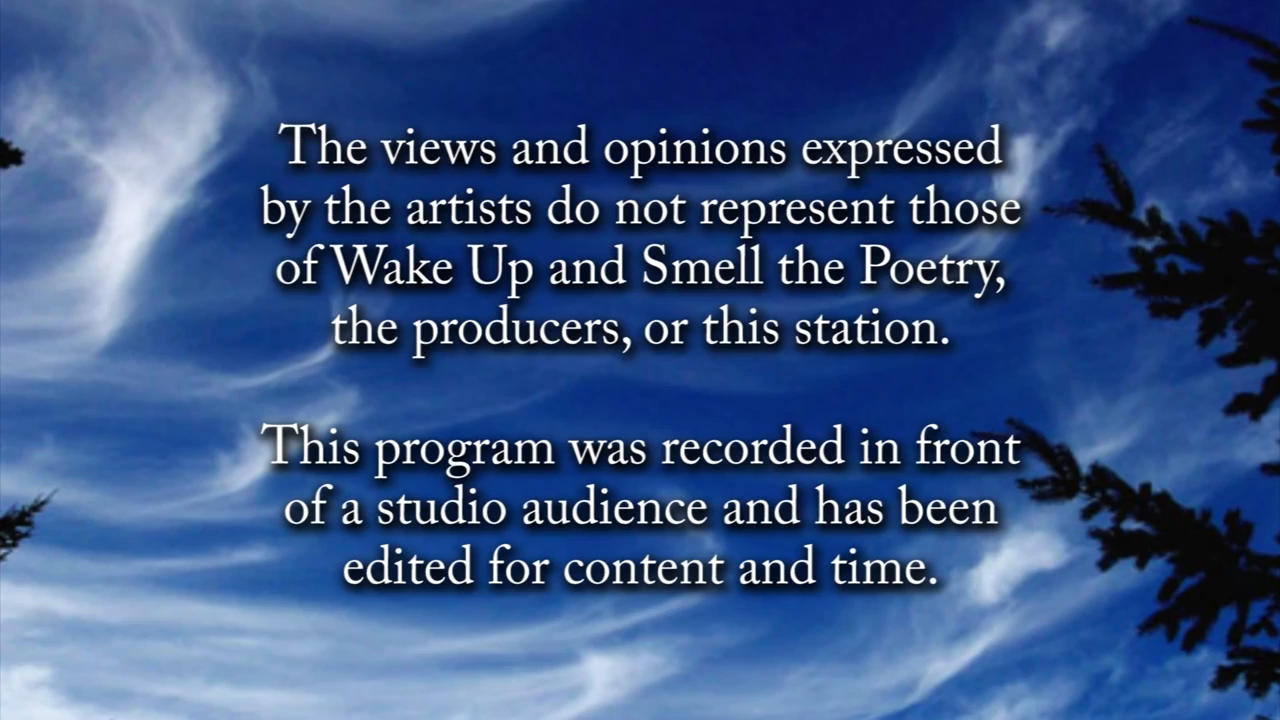 The views and opinions expressed
by the artists do not represent those
of Wake Up and Smell the Poetry,
the producers, or this station.
This program was recorded in front
of a studio audience and has been
edited for content and time.